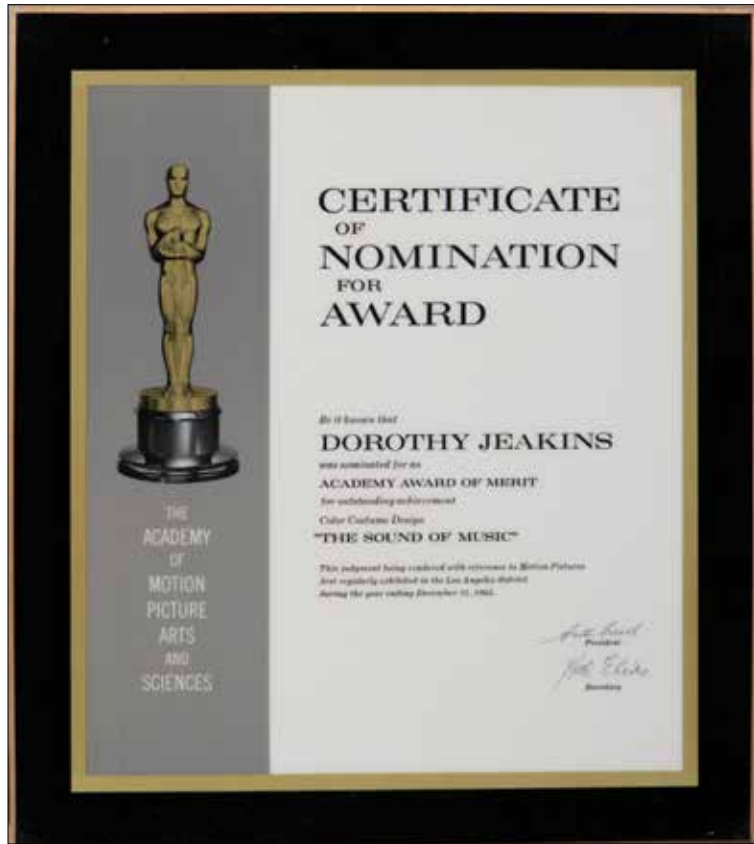 THE
ACADEMY
OF
MOTION
PICTURE
ARTS
AND
SCIENCES
CERTIFICATE
OF
NOMINATION
FOR
AWARD
Be it known that
DOROTHY JEAKINS
was nominated for an
ACADEMY AWARD OF MERIT
for outstanding achievement
Color Costume Design
"THE SOUND OF MUSIC"
This judgment being rendered with reference to Motion Pictures
first regularly exhibited in the Los Angeles district
during the year ending December 31, 1965.
President
Secretary